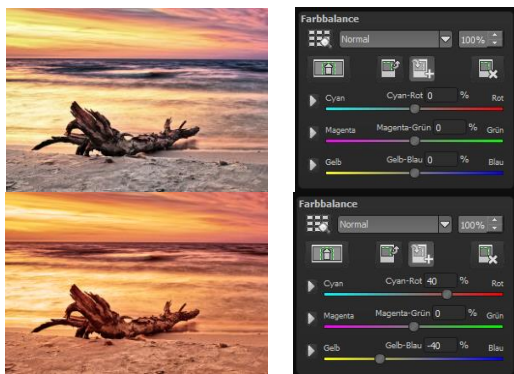 Farbbalance
Normal 100%
Cyan Cyan-Rot 0 % Rot
Magenta Magenta-Grün 0 % Grün
Gelb Gelb-Blau 0 % Blau
Farbbalance
Normal 100%
Cyan Cyan-Rot 40 % Rot
Magenta Magenta-Grün 0 % Grün
Gelb Gelb-Blau -40 % Blau